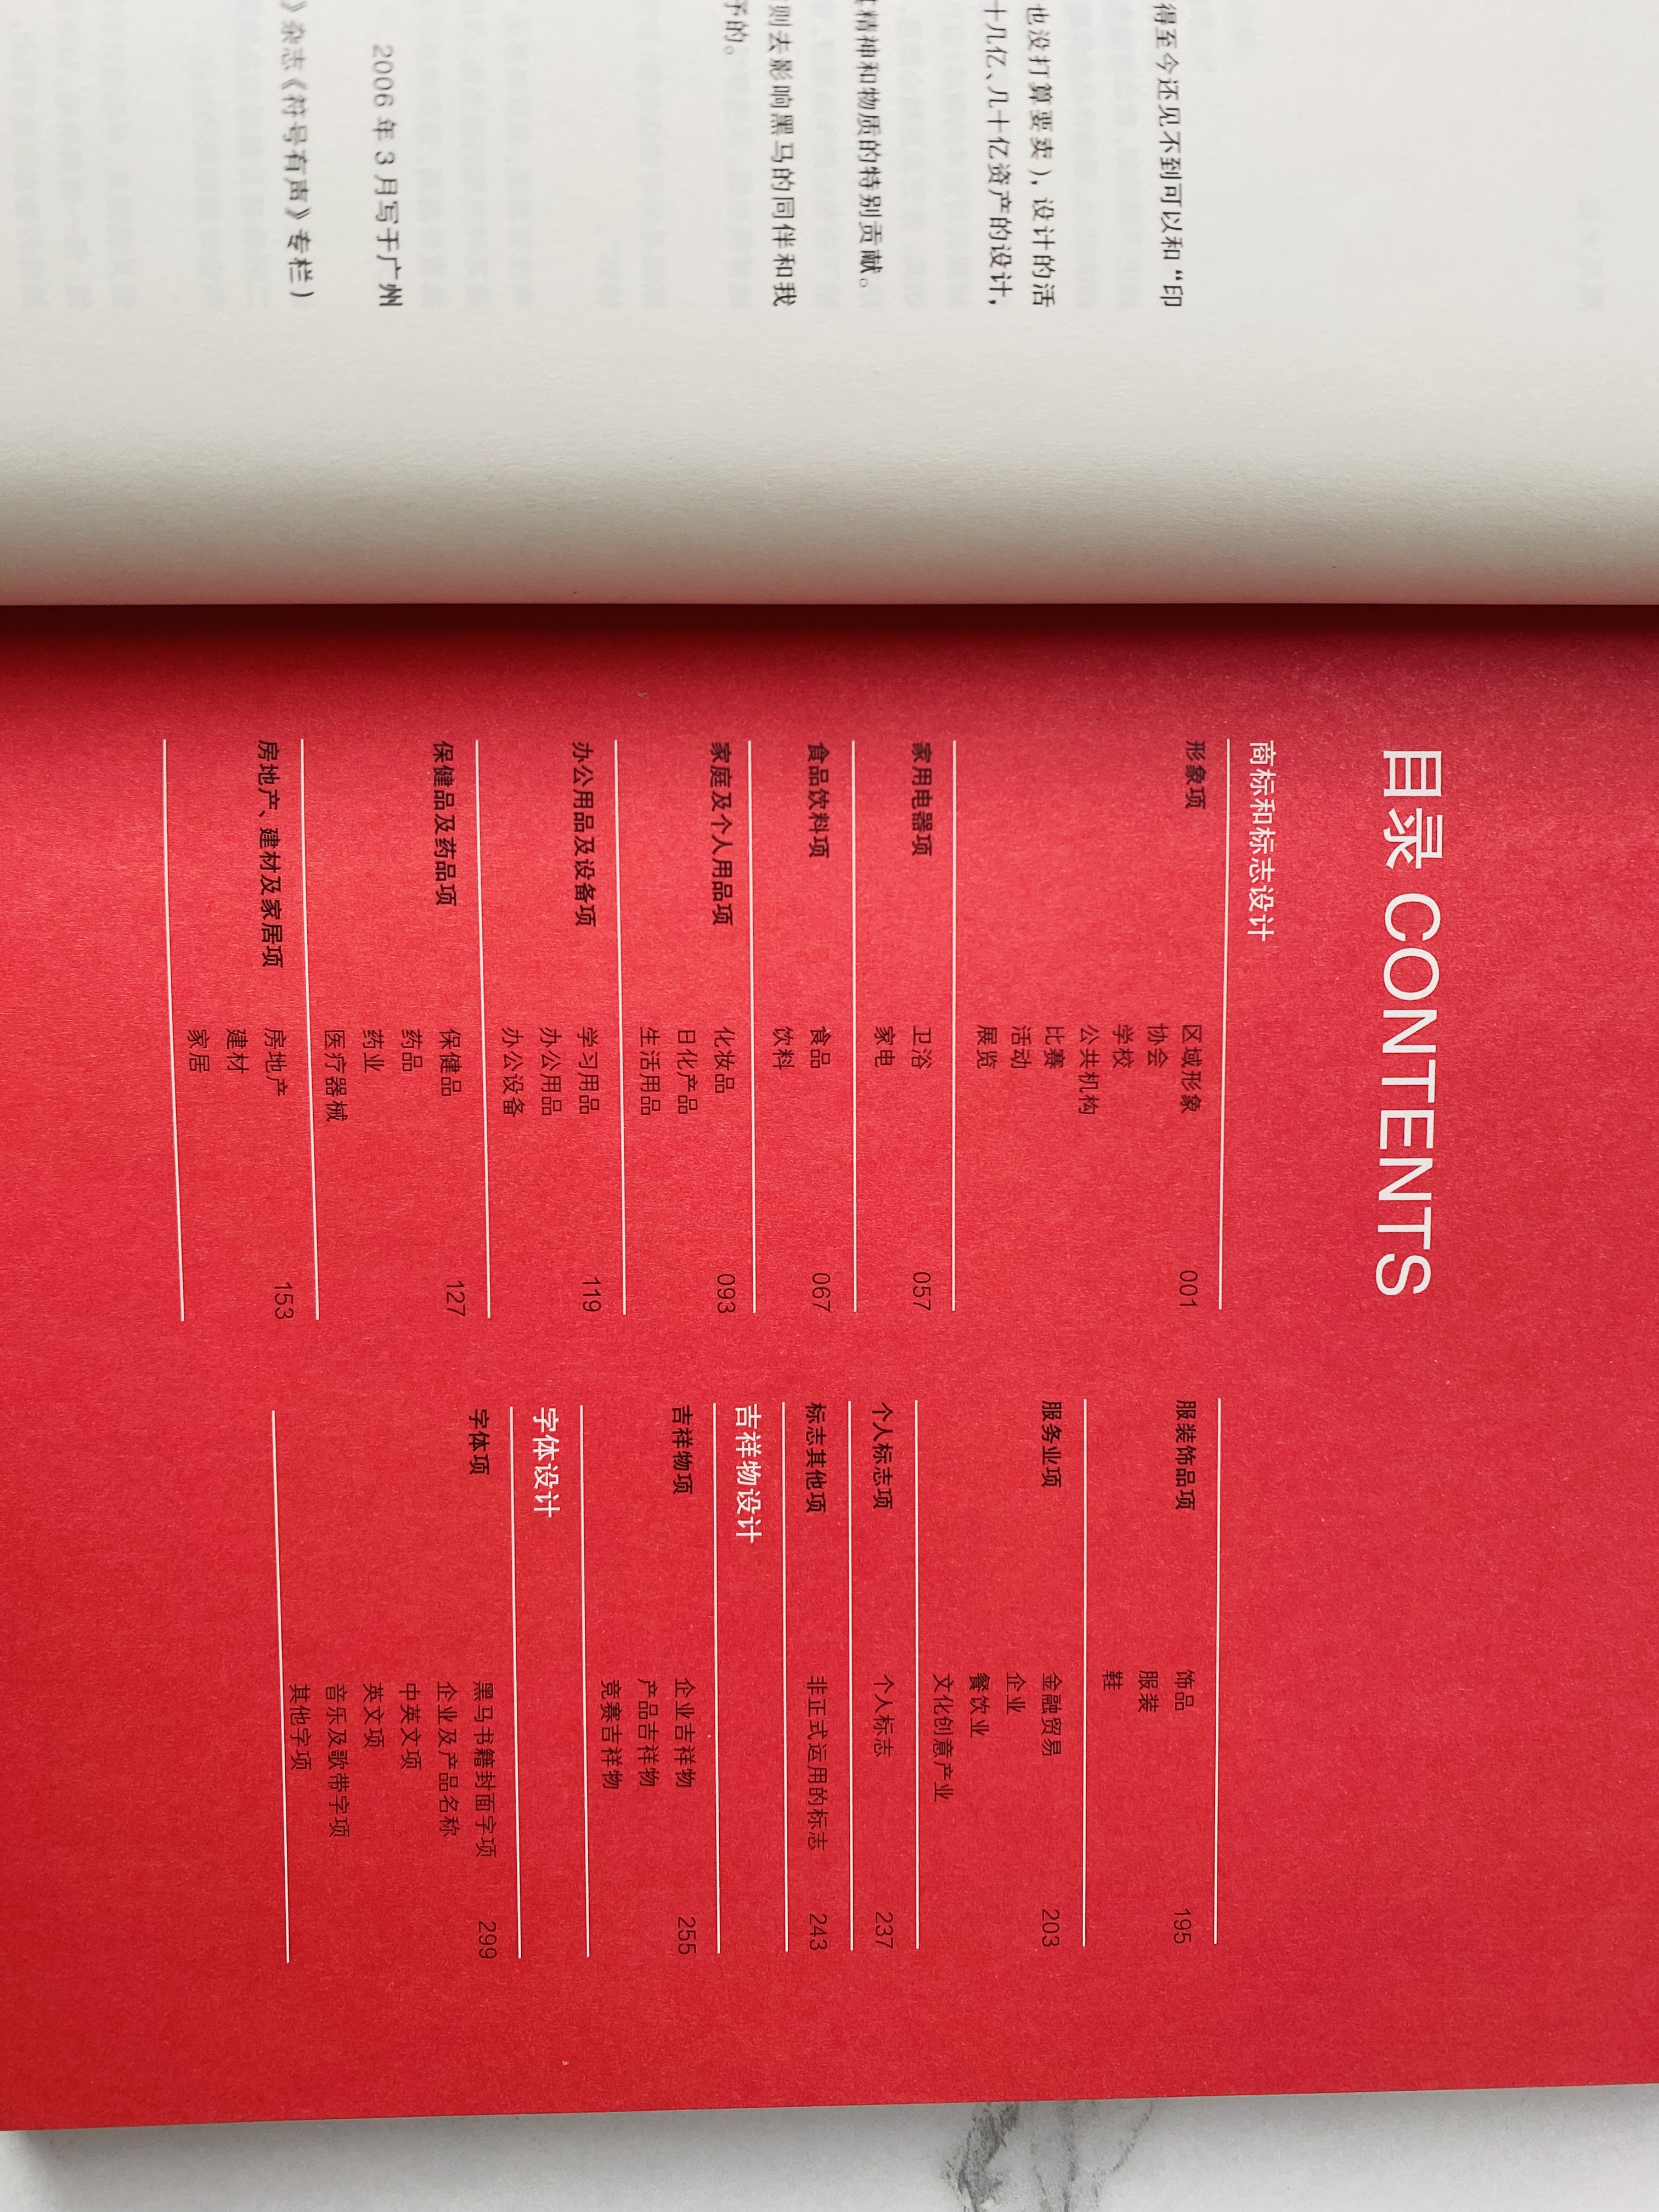 得至今还见不到可以和“印
也没打算要卖），设计的活
十几亿、几十亿资产的设计，
其精神和物质的特别贡献。
则去影响黑马的同伴和我
予的。
2006 年 3 月写于广州
》杂志《符号有声》专栏）
目录 CONTENTS
商标和标志设计
形象项 区域形象 001
协会
学校
公共机构
比赛
活动
展览
家用电器项 卫浴 057
家电
食品饮料项 食品 067
饮料
家庭及个人用品项 化妆品 093
日化产品
生活用品
办公用品及设备项 学习用品 119
办公用品
办公设备
保健品及药品项 保健品 127
药品
药业
医疗器械
房地产、建材及家居项 房地产 153
建材
家居
服装饰品项 饰品 195
服装
鞋
服务业项 金融贸易 203
企业
餐饮业
文化创意产业
个人标志项 个人标志 237
标志其他项 非正式运用的标志 243
吉祥物设计
吉祥物项 企业吉祥物 255
产品吉祥物
竞赛吉祥物
字体设计
字体项 黑马书籍封面字项 299
企业及产品名称
中英文项
英文项
音乐及歌带字项
其他字项